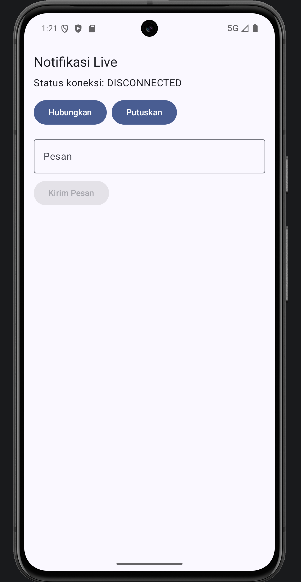 1:21
5G
Notifikasi Live
Status koneksi: DISCONNECTED
Hubungkan
Putuskan
Pesan
Kirim Pesan